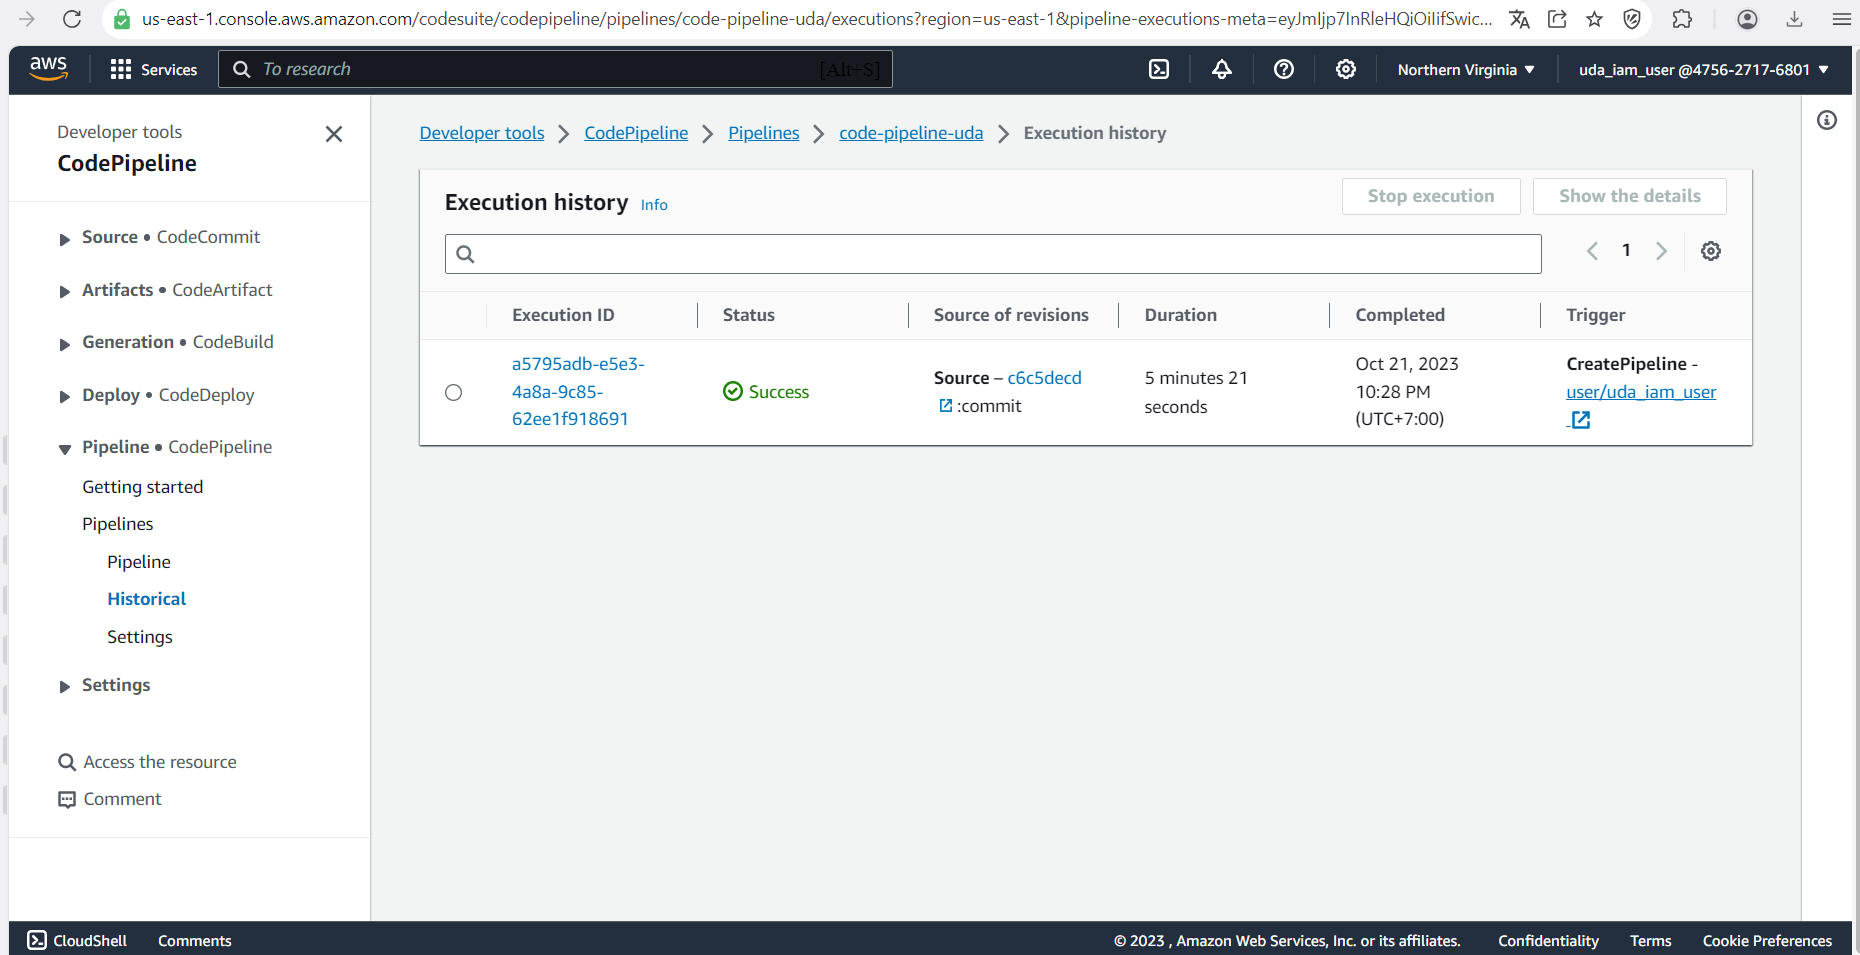 us-east-1.console.aws.amazon.com/codesuite/codepipeline/pipelines/code-pipeline-uda/executions?region=us-east-1&pipeline-executions-meta=eyJmIjp7InRleHQiOiIifSwic...
aws
Services
To research [Alt+S]
Northern Virginia
uda_iam_user @4756-2717-6801
Developer tools
CodePipeline
Source • CodeCommit
Artifacts • CodeArtifact
Generation • CodeBuild
Deploy • CodeDeploy
Pipeline • CodePipeline
Getting started
Pipelines
Pipeline
Historical
Settings
Settings
Access the resource
Comment
Developer tools > CodePipeline > Pipelines > code-pipeline-uda > Execution history
Execution history Info
Stop execution
Show the details
1
Execution ID Status Source of revisions Duration Completed Trigger
a5795adb-e5e3-
4a8a-9c85-
62ee1f918691
Success
Source – c6c5decd
:commit
5 minutes 21
seconds
Oct 21, 2023
10:28 PM
(UTC+7:00)
CreatePipeline -
user/uda_iam_user
CloudShell
Comments
© 2023 , Amazon Web Services, Inc. or its affiliates.
Confidentiality
Terms
Cookie Preferences